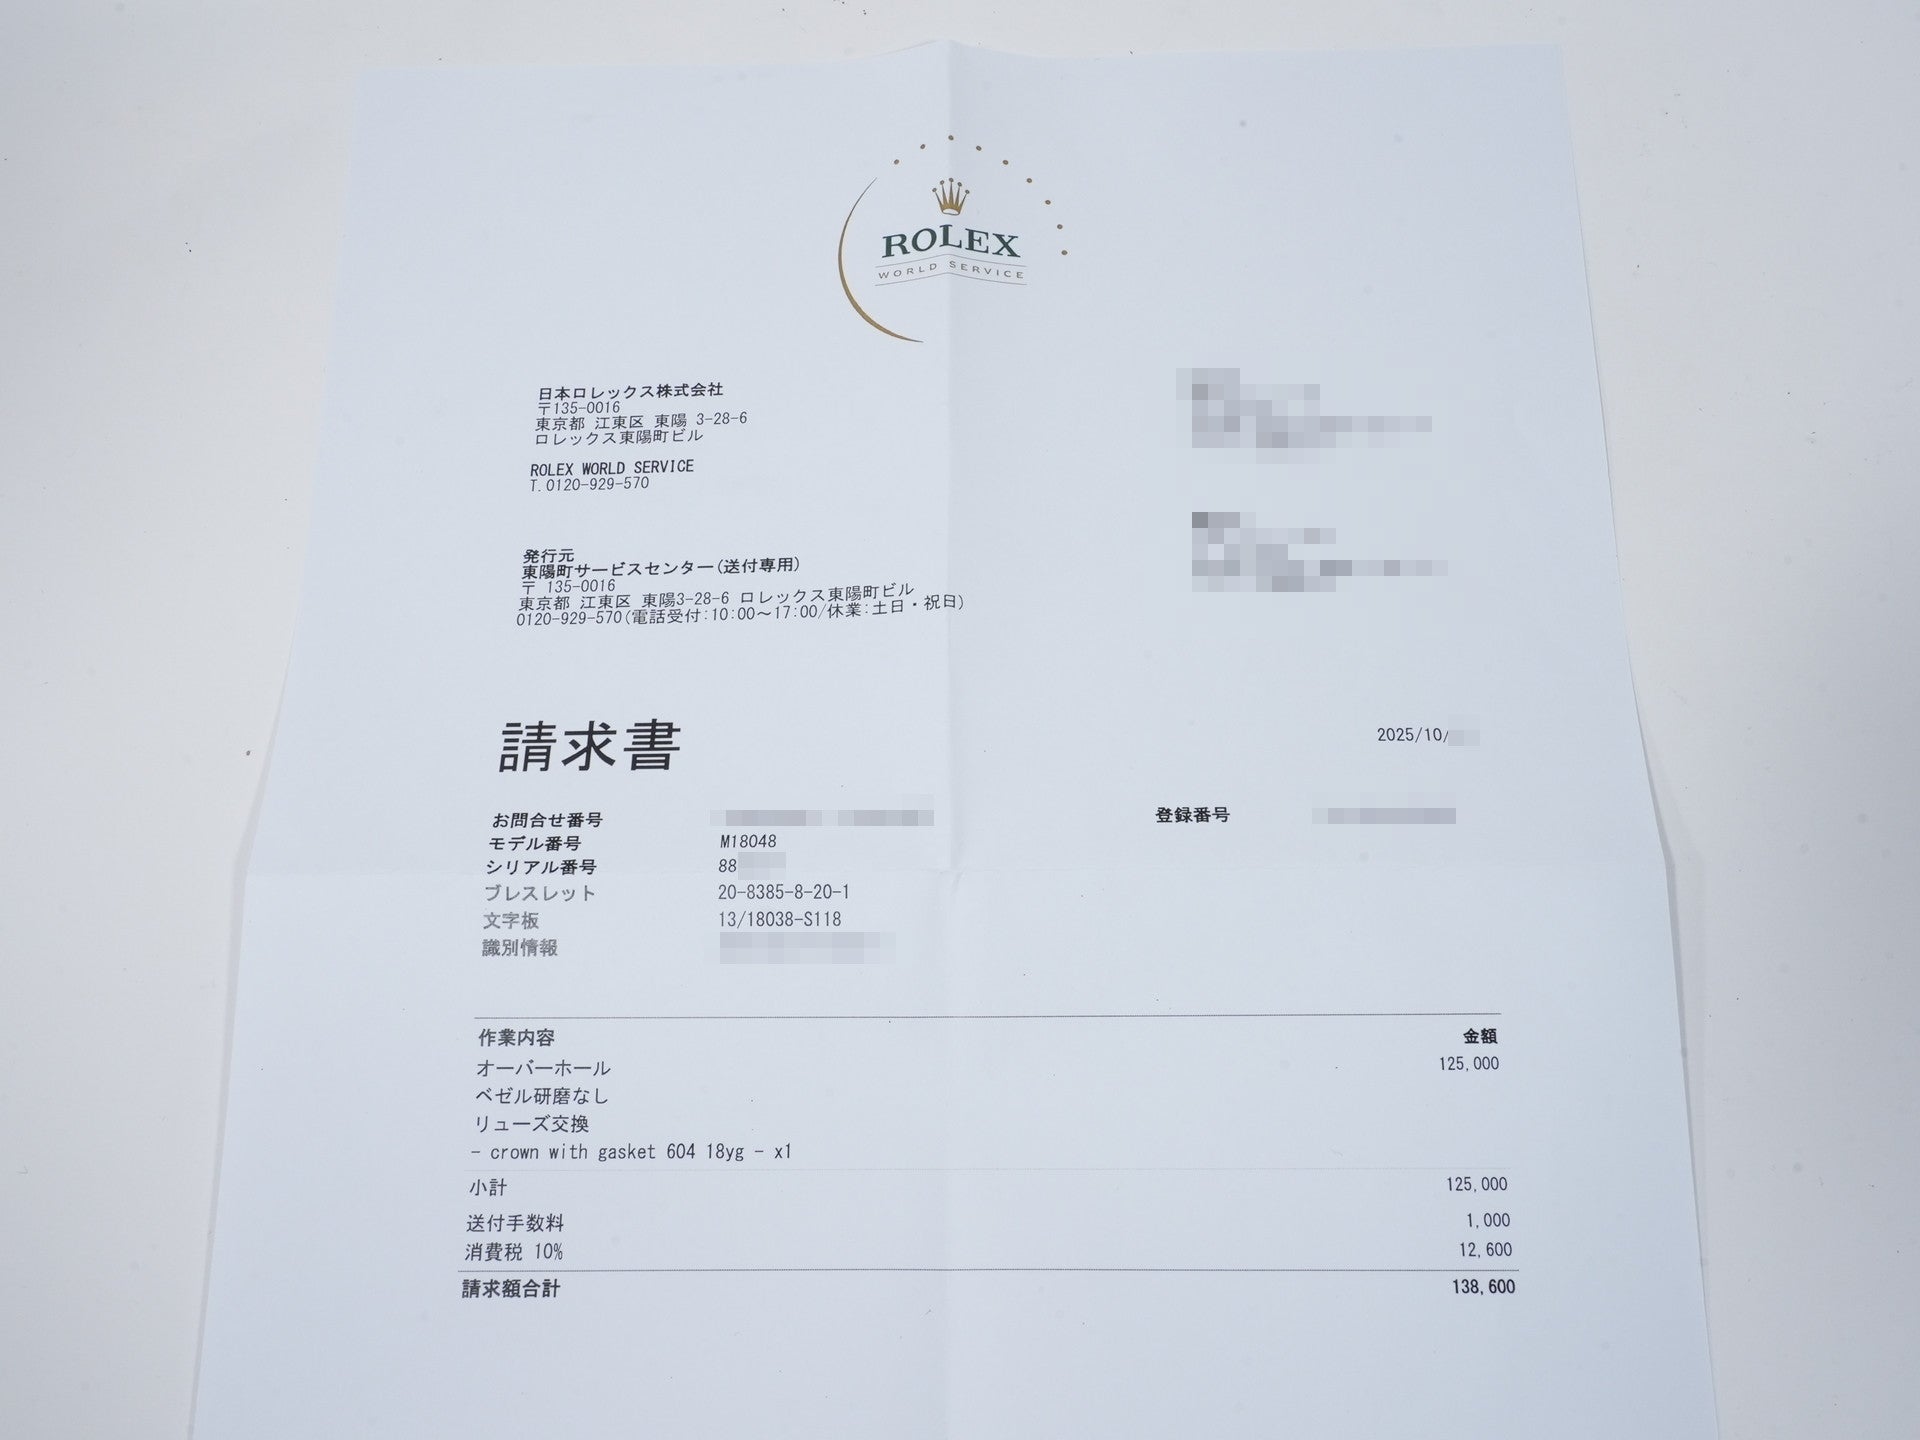 ROLEX
WORLD SERVICE
日本ロレックス株式会社
〒135-0016
東京都 江東区 東陽 3-28-6
ロレックス東陽町ビル
ROLEX WORLD SERVICE
T.0120-929-570
発行元
東陽町サービスセンター(送付専用)
〒 135-0016
東京都 江東区 東陽3-28-6 ロレックス東陽町ビル
0120-929-570(電話受付:10:00～17:00/休業:土日・祝日)
請求書
2025/10/
お問合せ番号
登録番号
モデル番号 M18048
シリアル番号 88
ブレスレット 20-8385-8-20-1
文字板 13/18038-S118
識別情報
作業内容 金額
オーバーホール 125,000
ベゼル研磨なし
リューズ交換
- crown with gasket 604 18yg - x1
小計 125,000
送付手数料 1,000
消費税 10% 12,600
請求額合計 138,600